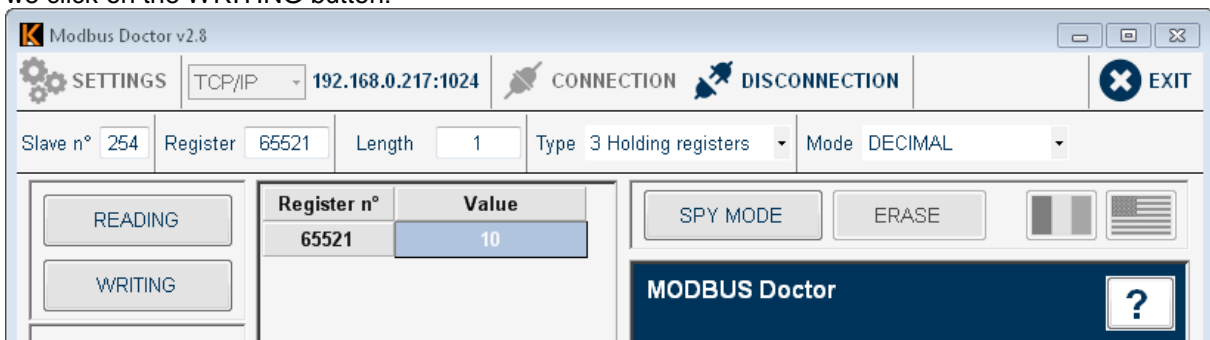 we click on the WRITING button.
Modbus Doctor v2.8
SETTINGS TCP/IP 192.168.0.217:1024 CONNECTION DISCONNECTION EXIT
Slave n° 254 Register 65521 Length 1 Type 3 Holding registers Mode DECIMAL
READING
WRITING
Register n° Value
65521 10
SPY MODE ERASE
MODBUS Doctor ?